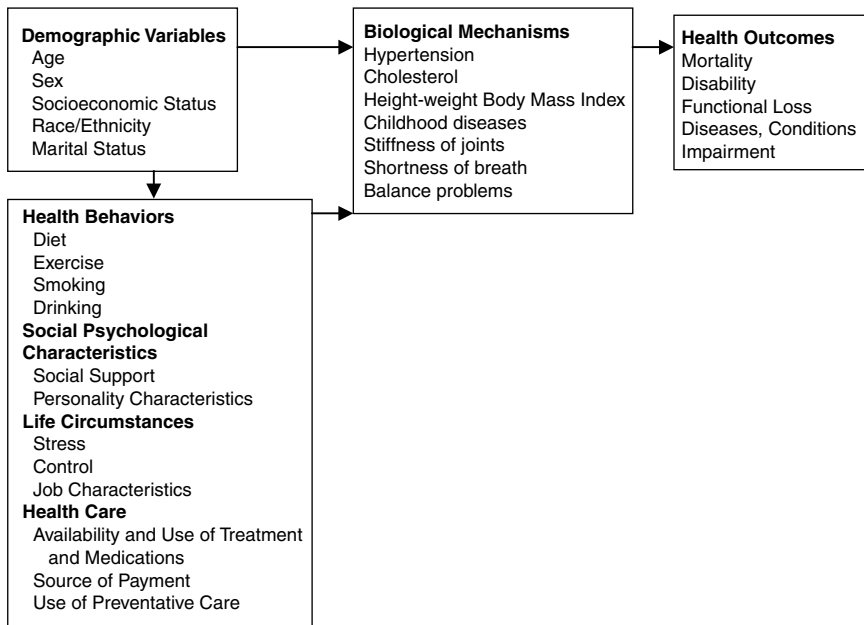 Demographic Variables
Age
Sex
Socioeconomic Status
Race/Ethnicity
Marital Status
Biological Mechanisms
Hypertension
Cholesterol
Height-weight Body Mass Index
Childhood diseases
Stiffness of joints
Shortness of breath
Balance problems
Health Outcomes
Mortality
Disability
Functional Loss
Diseases, Conditions
Impairment
Health Behaviors
Diet
Exercise
Smoking
Drinking
Social Psychological
Characteristics
Social Support
Personality Characteristics
Life Circumstances
Stress
Control
Job Characteristics
Health Care
Availability and Use of Treatment
and Medications
Source of Payment
Use of Preventative Care